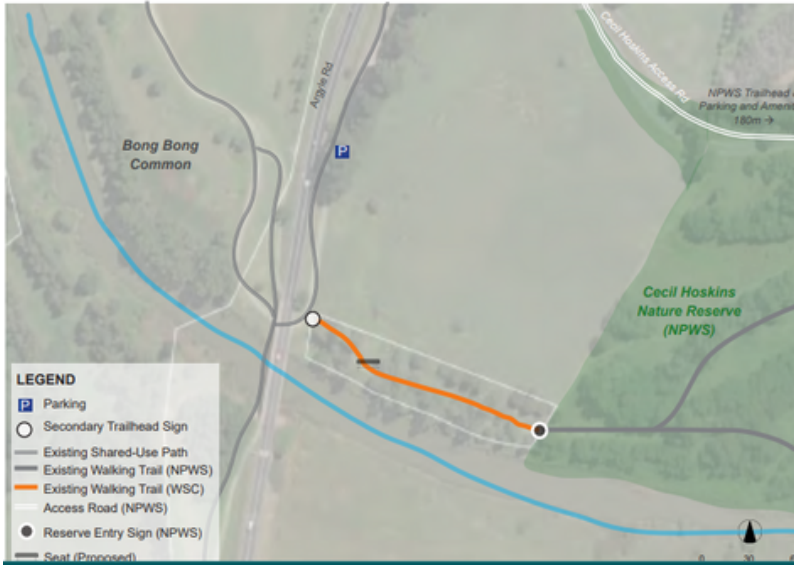 Cecil Hoskins Access Rd
Argyle Rd
NPWS Trailhead
Parking and Amenit
180m →
P
Bong Bong
Common
Cecil Hoskins
Nature Reserve
(NPWS)
LEGEND
P Parking
Secondary Trailhead Sign
Existing Shared-Use Path
Existing Walking Trail (NPWS)
Existing Walking Trail (WSC)
Access Road (NPWS)
Reserve Entry Sign (NPWS)
Seat (Proposed)
0 30